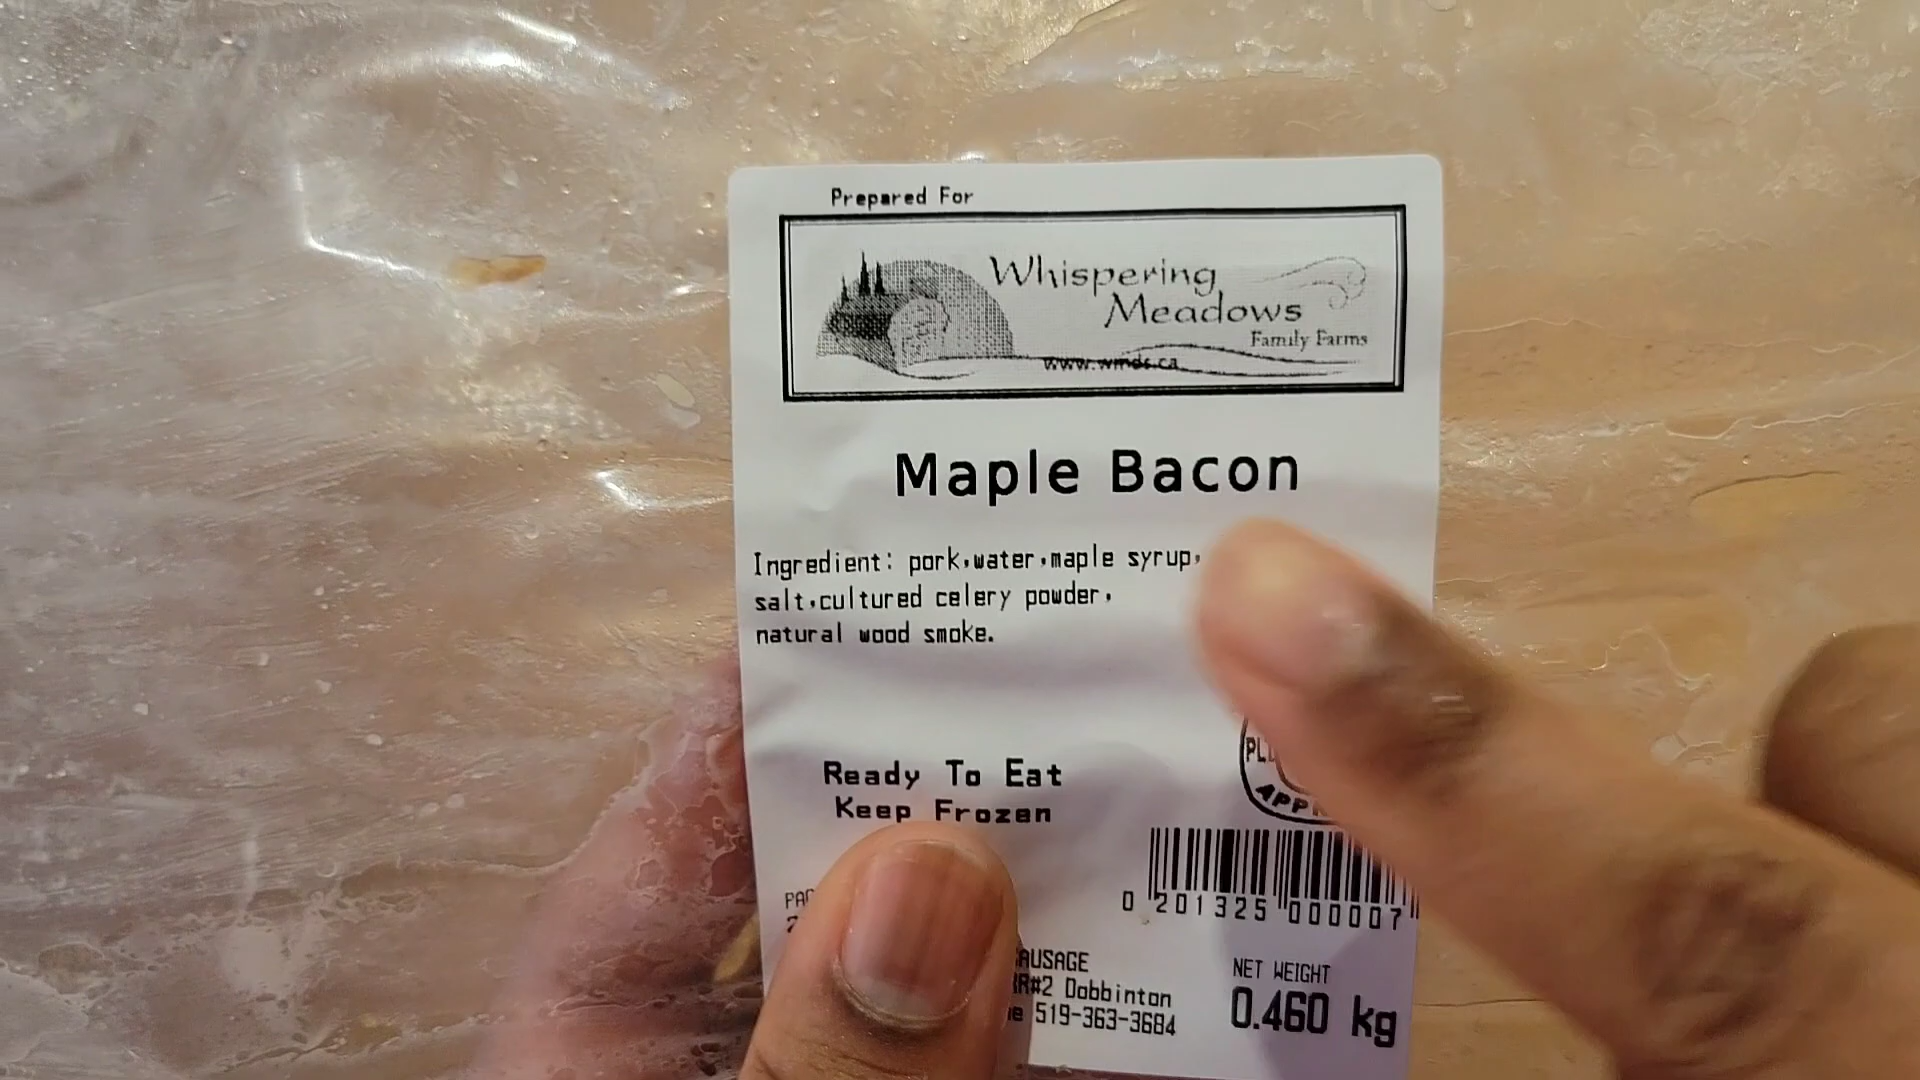 Prepared For
Whispering
Meadows
Family Farms
www.wmds.ca
Maple Bacon
Ingredient: pork,water,maple syrup,
salt,cultured celery powder,
natural wood smoke.
Ready To Eat
Keep Frozen
0 201325 000007
RR#2 Dobbinton
519-363-3684
NET WEIGHT
0.460 kg